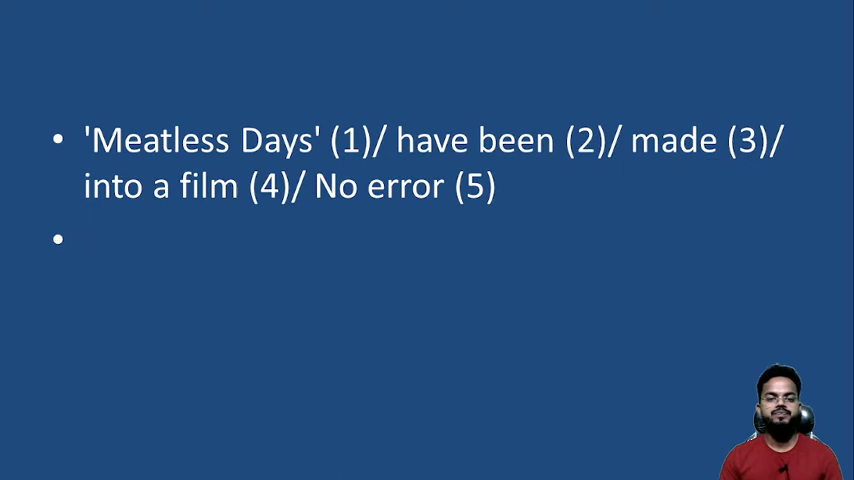 • 'Meatless Days' (1)/ have been (2)/ made (3)/
into a film (4)/ No error (5)
•